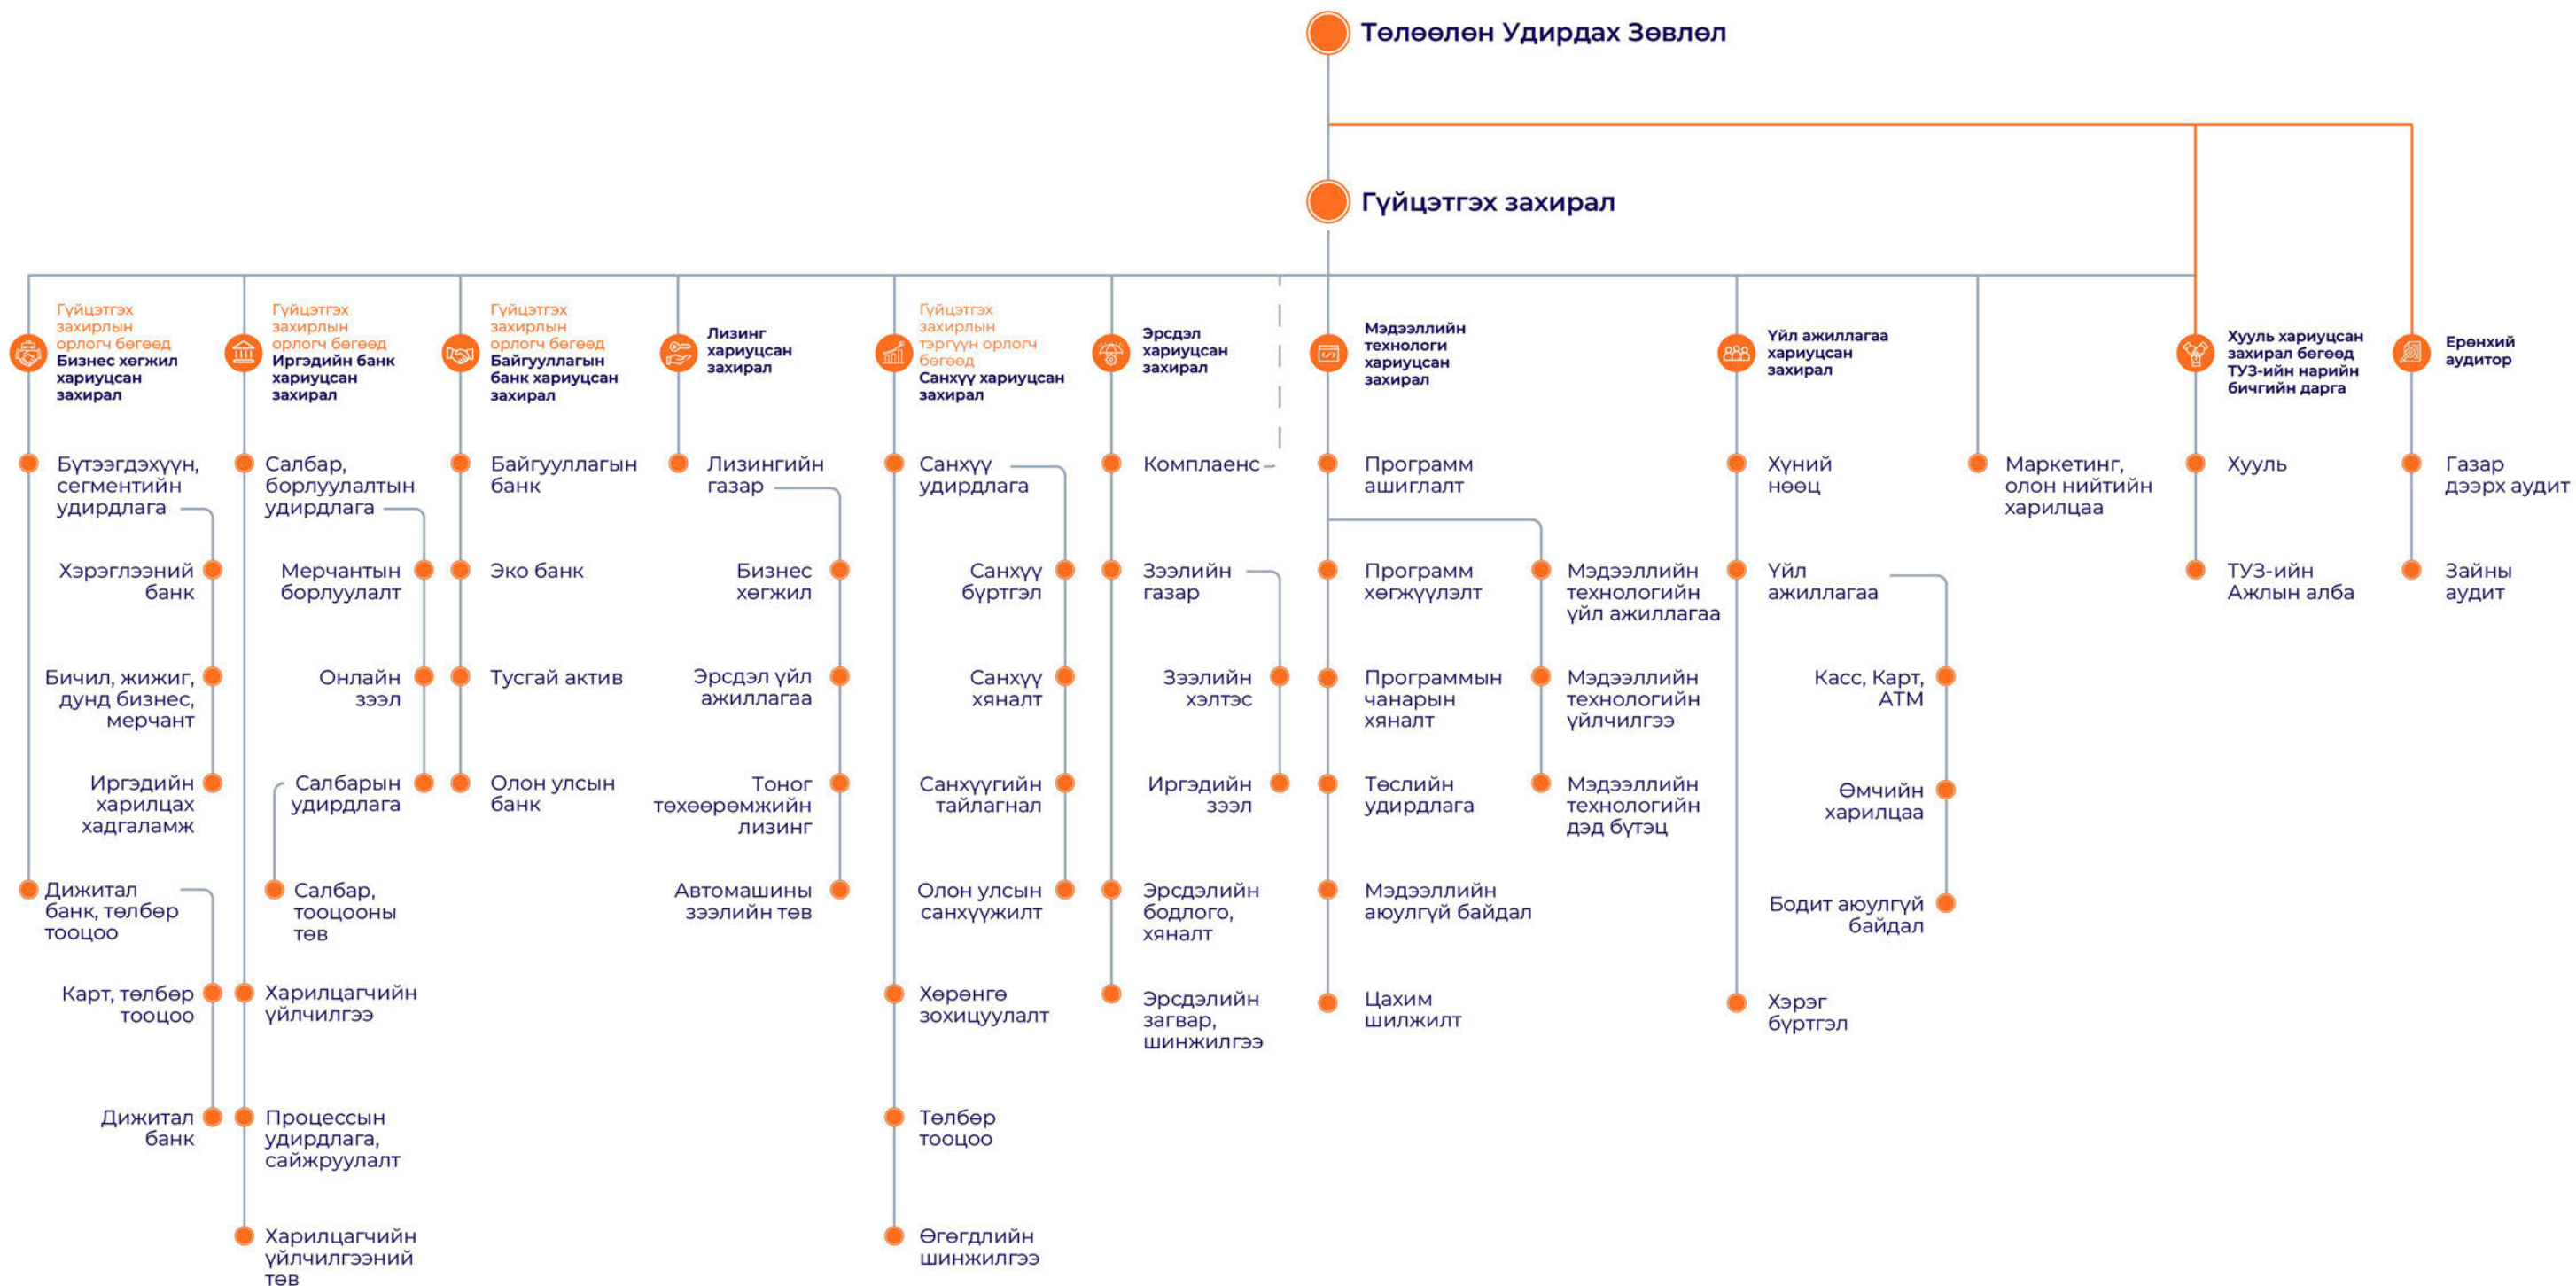 Төлөөлөн Удирдах Зөвлөл
Гүйцэтгэх захирал
Гүйцэтгэх
захирлын
орлогч бөгөөд
Бизнес хөгжил
хариуцсан
захирал
Бүтээгдэхүүн,
сегментийн
удирдлага
Хэрэглээний
банк
Бичил, жижиг,
дунд бизнес,
мерчант
Иргэдийн
харилцах
хадгаламж
Дижитал
банк, төлбөр
тооцоо
Карт, төлбөр
тооцоо
Дижитал
банк
Гүйцэтгэх
захирлын
орлогч бөгөөд
Иргэдийн банк
хариуцсан
захирал
Салбар,
борлуулалтын
удирдлага
Мерчантын
борлуулалт
Онлайн
зээл
Салбарын
удирдлага
Салбар,
тооцооны
төв
Харилцагчийн
үйлчилгээ
Процессын
удирдлага,
сайжруулалт
Харилцагчийн
үйлчилгээний
төв
Гүйцэтгэх
захирлын
орлогч бөгөөд
Байгууллагын
банк хариуцсан
захирал
Байгууллагын
банк
Эко банк
Тусгай актив
Олон улсын
банк
Лизинг
хариуцсан
захирал
Лизингийн
газар
Бизнес
хөгжил
Эрсдэл үйл
ажиллагаа
Тоног
төхөөрөмжийн
лизинг
Автомашины
зээлийн төв
Гүйцэтгэх
захирлын
тэргүүн орлогч
бөгөөд
Санхүү хариуцсан
захирал
Санхүү
удирдлага
Санхүү
бүртгэл
Санхүү
хяналт
Санхүүгийн
тайлагнал
Олон улсын
санхүүжилт
Хөрөнгө
зохицуулалт
Төлбөр
тооцоо
Өгөгдлийн
шинжилгээ
Эрсдэл
хариуцсан
захирал
Комплаенс
Зээлийн
газар
Зээлийн
хэлтэс
Иргэдийн
зээл
Эрсдэлийн
бодлого,
хяналт
Эрсдэлийн
загвар,
шинжилгээ
Мэдээллийн
технологи
хариуцсан
захирал
Программ
ашиглалт
Программ
хөгжүүлэлт
Программын
чанарын
хяналт
Төслийн
удирдлага
Мэдээллийн
аюулгүй байдал
Цахим
шилжилт
Мэдээллийн
технологийн
үйл ажиллагаа
Мэдээллийн
технологийн
үйлчилгээ
Мэдээллийн
технологийн
дэд бүтэц
Үйл ажиллагаа
хариуцсан
захирал
Хүний
нөөц
Үйл
ажиллагаа
Касс, Карт,
АТМ
Өмчийн
харилцаа
Бодит аюулгүй
байдал
Хэрэг
бүртгэл
Маркетинг,
олон нийтийн
харилцаа
Хууль хариуцсан
захирал бөгөөд
ТУЗ-ийн нарийн
бичгийн дарга
Хууль
ТУЗ-ийн
Ажлын алба
Ерөнхий
аудитор
Газар
дээрх аудит
Зайны
аудит